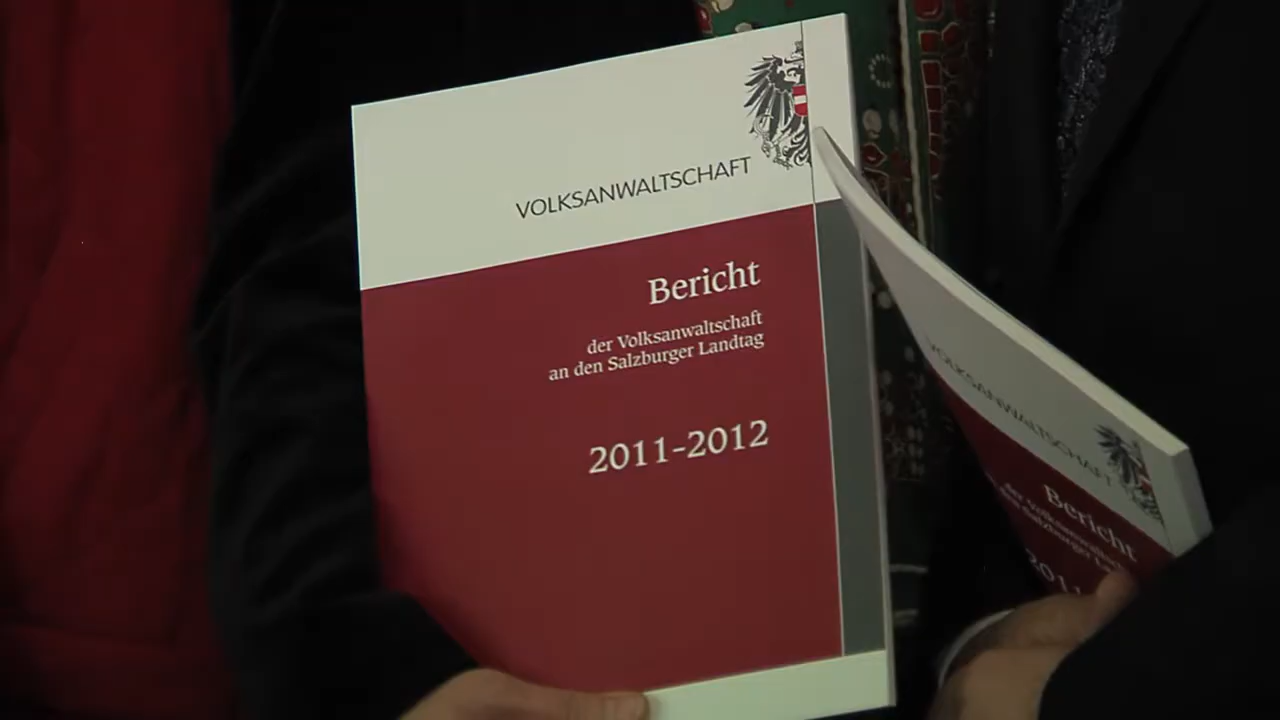 VOLKSANWALTSCHAFT
Bericht
der Volksanwaltschaft
an den Salzburger Landtag
2011-2012
VOLKSANWALTSCHAFT
Bericht